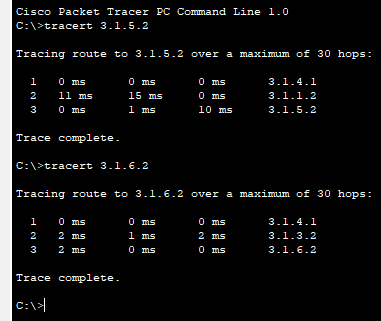 Cisco Packet Tracer PC Command Line 1.0
C:\>tracert 3.1.5.2
Tracing route to 3.1.5.2 over a maximum of 30 hops:
1 0 ms 0 ms 0 ms 3.1.4.1
2 11 ms 15 ms 0 ms 3.1.1.2
3 0 ms 1 ms 10 ms 3.1.5.2
Trace complete.
C:\>tracert 3.1.6.2
Tracing route to 3.1.6.2 over a maximum of 30 hops:
1 0 ms 0 ms 0 ms 3.1.4.1
2 2 ms 1 ms 2 ms 3.1.3.2
3 2 ms 0 ms 0 ms 3.1.6.2
Trace complete.
C:\>